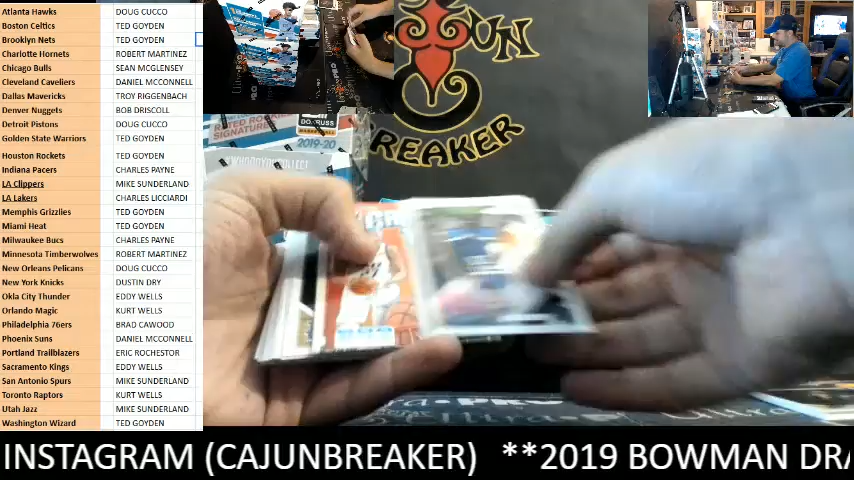 Atlanta Hawks DOUG CUCCO
Boston Celtics TED GOYDEN
Brooklyn Nets TED GOYDEN
Charlotte Hornets ROBERT MARTINEZ
Chicago Bulls SEAN MCGLENSEY
Cleveland Cavaliers DANIEL MCCONNELL
Dallas Mavericks TROY RIGGENBACH
Denver Nuggets BOB DRISCOLL
Detroit Pistons DOUG CUCCO
Golden State Warriors TED GOYDEN
Houston Rockets TED GOYDEN
Indiana Pacers CHARLES PAYNE
LA Clippers MIKE SUNDERLAND
LA Lakers CHARLES LICCIARDI
Memphis Grizzlies TED GOYDEN
Miami Heat TED GOYDEN
Milwaukee Bucs CHARLES PAYNE
Minnesota Timberwolves ROBERT MARTINEZ
New Orleans Pelicans DOUG CUCCO
New York Knicks DUSTIN DRY
Okla City Thunder EDDY WELLS
Orlando Magic KURT WELLS
Philadelphia 76ers BRAD CAWOOD
Phoenix Suns DANIEL MCCONNELL
Portland Trailblazers ERIC ROCHESTOR
Sacramento Kings EDDY WELLS
San Antonio Spurs MIKE SUNDERLAND
Toronto Raptors KURT WELLS
Utah Jazz MIKE SUNDERLAND
Washington Wizard TED GOYDEN
UN
BREAKER
RATED ROOKIE
SIGNATURES
DONRUSS
2019-20
#WHODOYOUCOLLECT
INSTAGRAM (CAJUNBREAKER) **2019 BOWMAN DRA